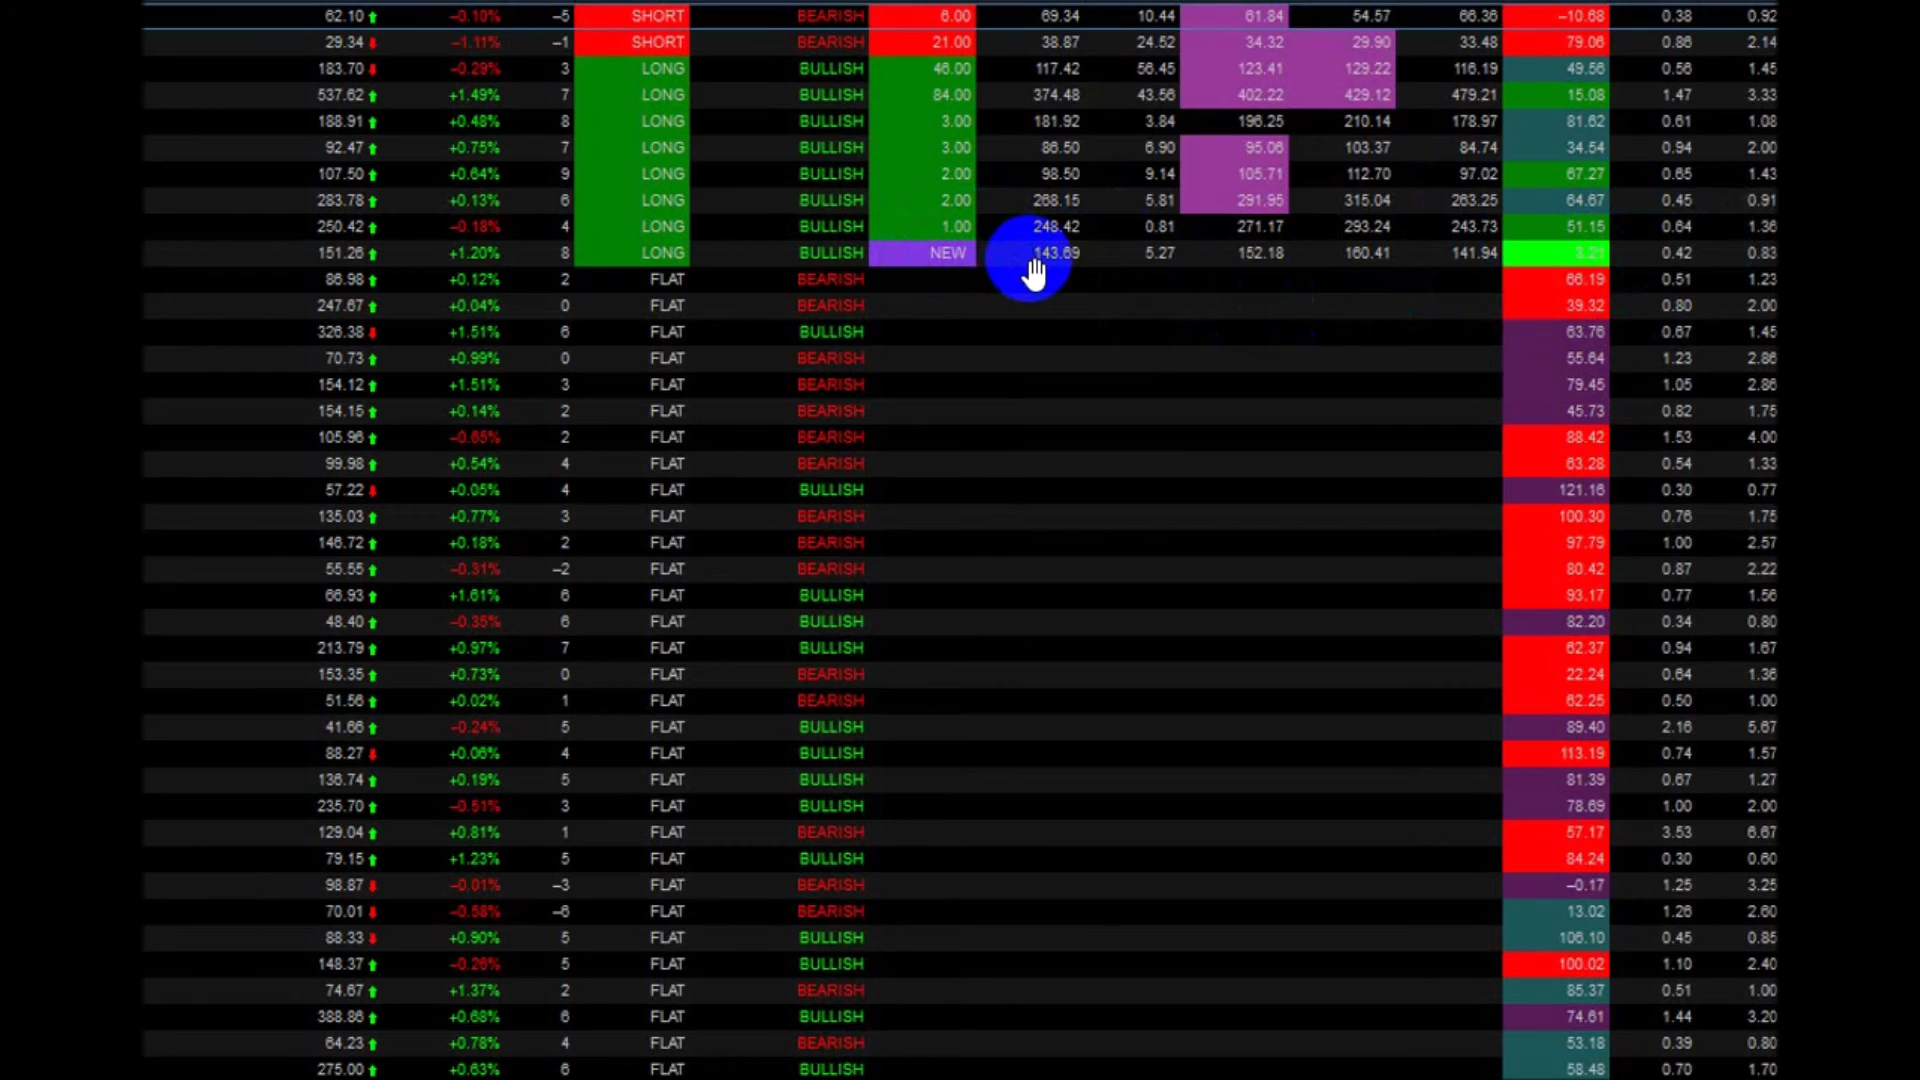 62.10 –0.10% –5 SHORT BEARISH 6.00 69.34 10.44 61.84 54.57 66.36 –10.68 0.38 0.92
29.34 –1.11% –1 SHORT BEARISH 21.00 38.87 24.52 34.32 29.90 33.48 79.06 0.86 2.14
183.70 –0.29% 3 LONG BULLISH 46.00 117.42 56.45 123.41 129.22 116.19 49.56 0.56 1.45
537.62 +1.49% 7 LONG BULLISH 84.00 374.48 43.56 402.22 429.12 479.21 15.08 1.47 3.33
188.91 +0.48% 8 LONG BULLISH 3.00 181.92 3.84 196.25 210.14 178.97 81.62 0.61 1.08
92.47 +0.75% 7 LONG BULLISH 3.00 86.50 6.90 95.06 103.37 84.74 34.54 0.94 2.00
107.50 +0.64% 9 LONG BULLISH 2.00 98.50 9.14 105.71 112.70 97.02 67.27 0.65 1.43
283.78 +0.13% 6 LONG BULLISH 2.00 268.15 5.81 291.95 315.04 263.25 64.67 0.45 0.91
250.42 –0.18% 4 LONG BULLISH 1.00 248.42 0.81 271.17 293.24 243.73 51.15 0.64 1.36
151.26 +1.20% 8 LONG BULLISH NEW 143.69 5.27 152.18 160.41 141.94 0.42 0.83
86.98 +0.12% 2 FLAT BEARISH 66.19 0.51 1.23
247.67 +0.04% 0 FLAT BEARISH 39.32 0.80 2.00
326.38 +1.51% 6 FLAT BULLISH 63.76 0.67 1.45
70.73 +0.99% 0 FLAT BEARISH 55.64 1.23 2.86
154.12 +1.51% 3 FLAT BEARISH 79.45 1.05 2.86
154.15 +0.14% 2 FLAT BEARISH 45.73 0.82 1.75
105.96 –0.65% 2 FLAT BEARISH 88.42 1.53 4.00
99.98 +0.54% 4 FLAT BEARISH 63.28 0.54 1.33
57.22 +0.05% 4 FLAT BULLISH 121.16 0.30 0.77
135.03 +0.77% 3 FLAT BEARISH 100.30 0.76 1.75
146.72 +0.18% 2 FLAT BEARISH 97.79 1.00 2.57
55.55 –0.31% –2 FLAT BEARISH 80.42 0.87 2.22
66.93 +1.61% 6 FLAT BULLISH 93.17 0.77 1.56
48.40 –0.35% 6 FLAT BULLISH 82.20 0.34 0.80
213.79 +0.97% 7 FLAT BULLISH 62.37 0.94 1.67
153.35 +0.73% 0 FLAT BEARISH 22.24 0.64 1.36
51.56 +0.02% 1 FLAT BEARISH 62.25 0.50 1.00
41.66 –0.24% 5 FLAT BULLISH 89.40 2.16 5.67
88.27 +0.06% 4 FLAT BULLISH 113.19 0.74 1.57
136.74 +0.19% 5 FLAT BULLISH 81.39 0.67 1.27
235.70 –0.51% 3 FLAT BULLISH 78.69 1.00 2.00
129.04 +0.81% 1 FLAT BEARISH 57.17 3.53 6.67
79.15 +1.23% 5 FLAT BULLISH 84.24 0.30 0.60
98.87 –0.01% –3 FLAT BEARISH –0.17 1.25 3.25
70.01 –0.58% –6 FLAT BEARISH 13.02 1.26 2.60
88.33 +0.90% 5 FLAT BULLISH 106.10 0.45 0.85
148.37 –0.26% 5 FLAT BULLISH 100.02 1.10 2.40
74.67 +1.37% 2 FLAT BEARISH 85.37 0.51 1.00
388.86 +0.68% 6 FLAT BULLISH 74.61 1.44 3.20
64.23 +0.78% 4 FLAT BEARISH 53.18 0.39 0.80
275.00 +0.63% 6 FLAT BULLISH 58.48 0.70 1.70